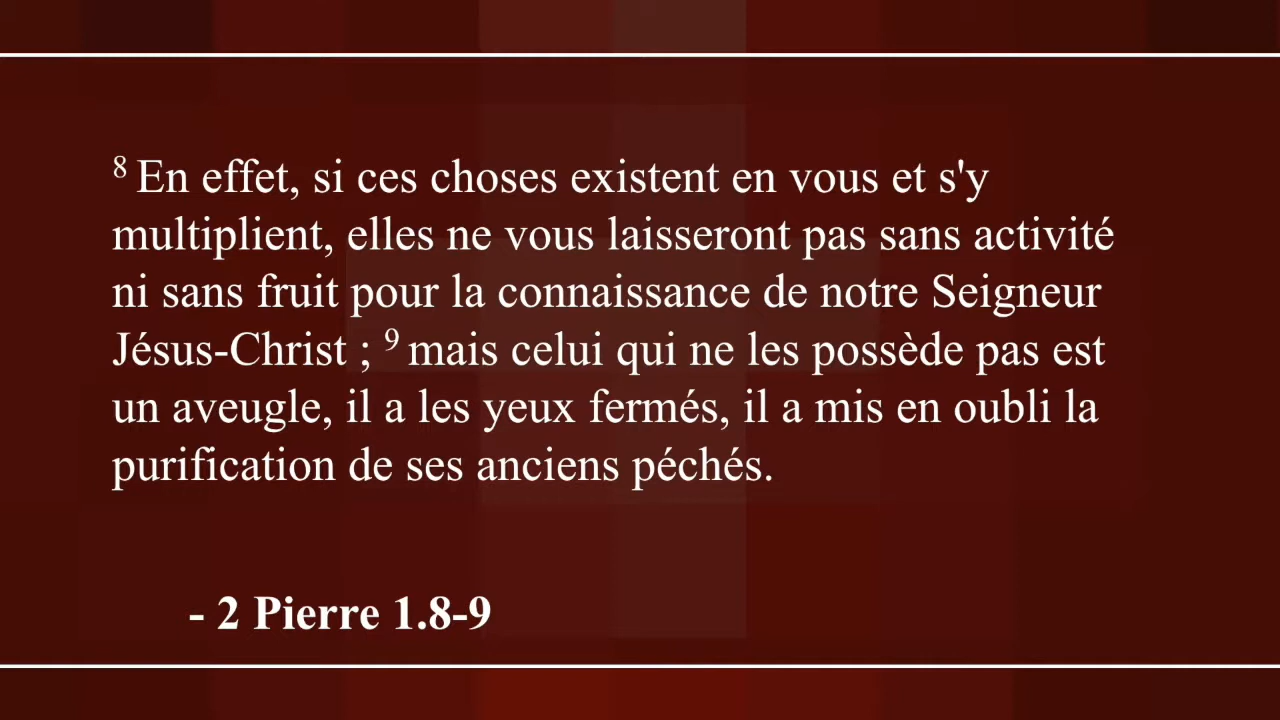 ⁸ En effet, si ces choses existent en vous et s'y
multiplient, elles ne vous laisseront pas sans activité
ni sans fruit pour la connaissance de notre Seigneur
Jésus-Christ ; ⁹ mais celui qui ne les possède pas est
un aveugle, il a les yeux fermés, il a mis en oubli la
purification de ses anciens péchés.
- 2 Pierre 1.8-9